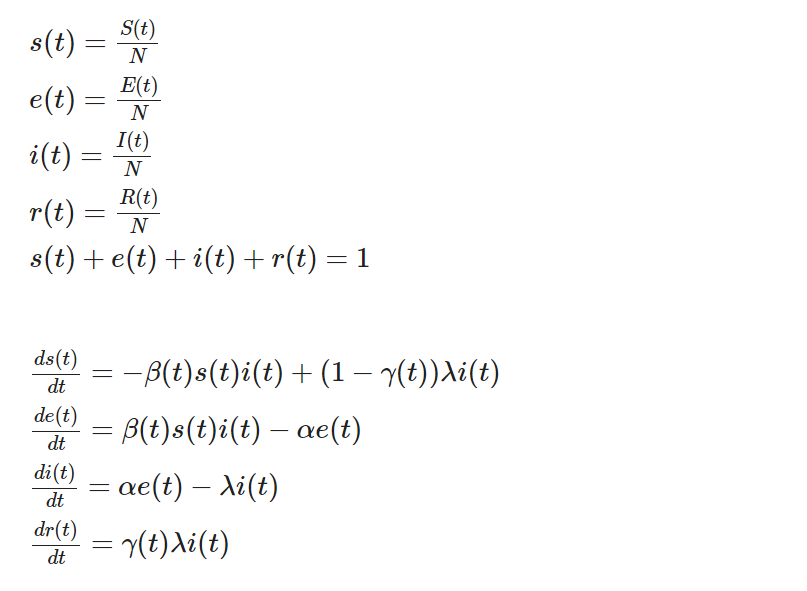 s(t) = S(t)/N
e(t) = E(t)/N
i(t) = I(t)/N
r(t) = R(t)/N
s(t) + e(t) + i(t) + r(t) = 1
ds(t)/dt = −β(t)s(t)i(t) + (1 − γ(t))λi(t)
de(t)/dt = β(t)s(t)i(t) − αe(t)
di(t)/dt = αe(t) − λi(t)
dr(t)/dt = γ(t)λi(t)